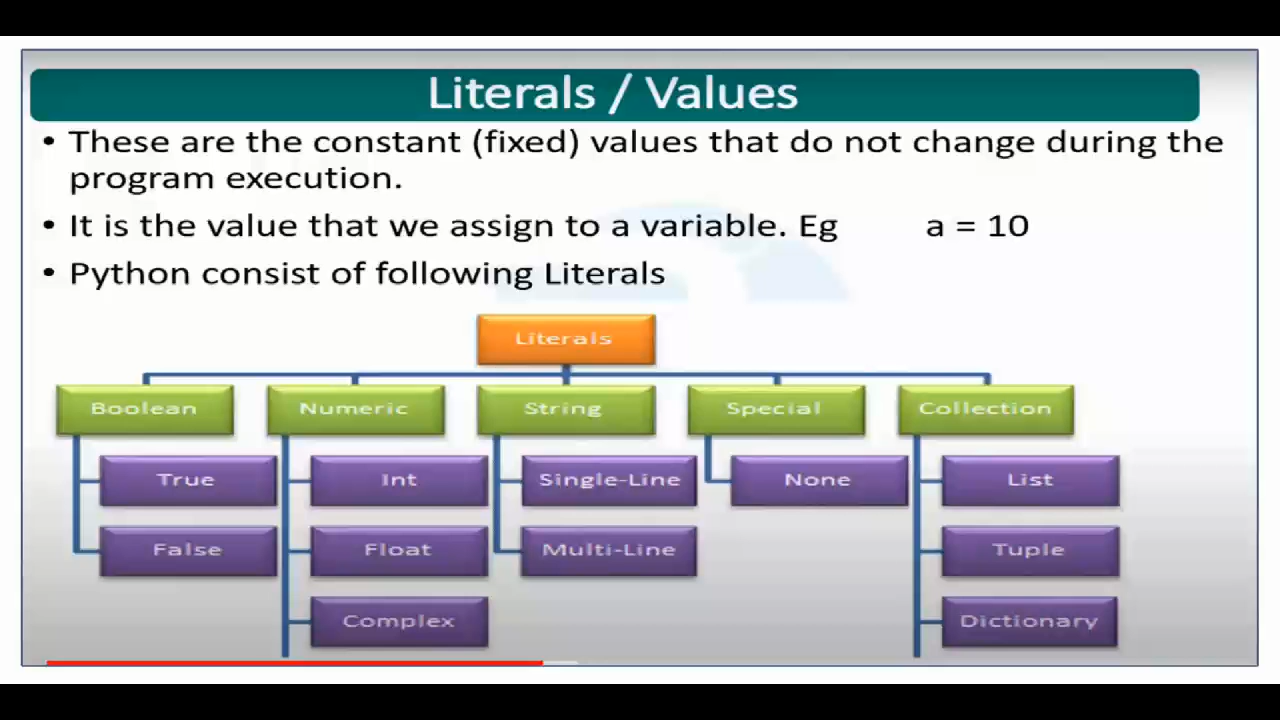 Literals / Values
• These are the constant (fixed) values that do not change during the
program execution.
• It is the value that we assign to a variable. Eg a = 10
• Python consist of following Literals
Literals
Boolean Numeric String Special Collection
True Int Single-Line None List
False Float Multi-Line Tuple
Complex Dictionary